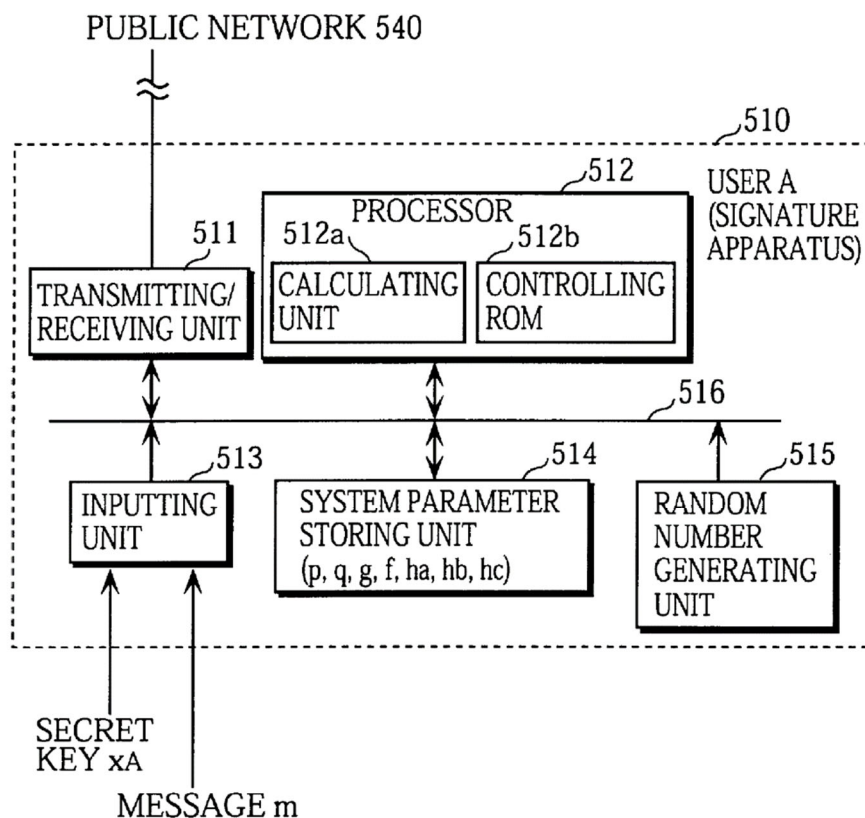 PUBLIC NETWORK 540
510
USER A
(SIGNATURE
APPARATUS)
512
PROCESSOR
511
512a
512b
TRANSMITTING/
RECEIVING UNIT
CALCULATING
UNIT
CONTROLLING
ROM
516
513
514
515
INPUTTING
UNIT
SYSTEM PARAMETER
STORING UNIT
(p, q, g, f, ha, hb, hc)
RANDOM
NUMBER
GENERATING
UNIT
SECRET
KEY xA
MESSAGE m